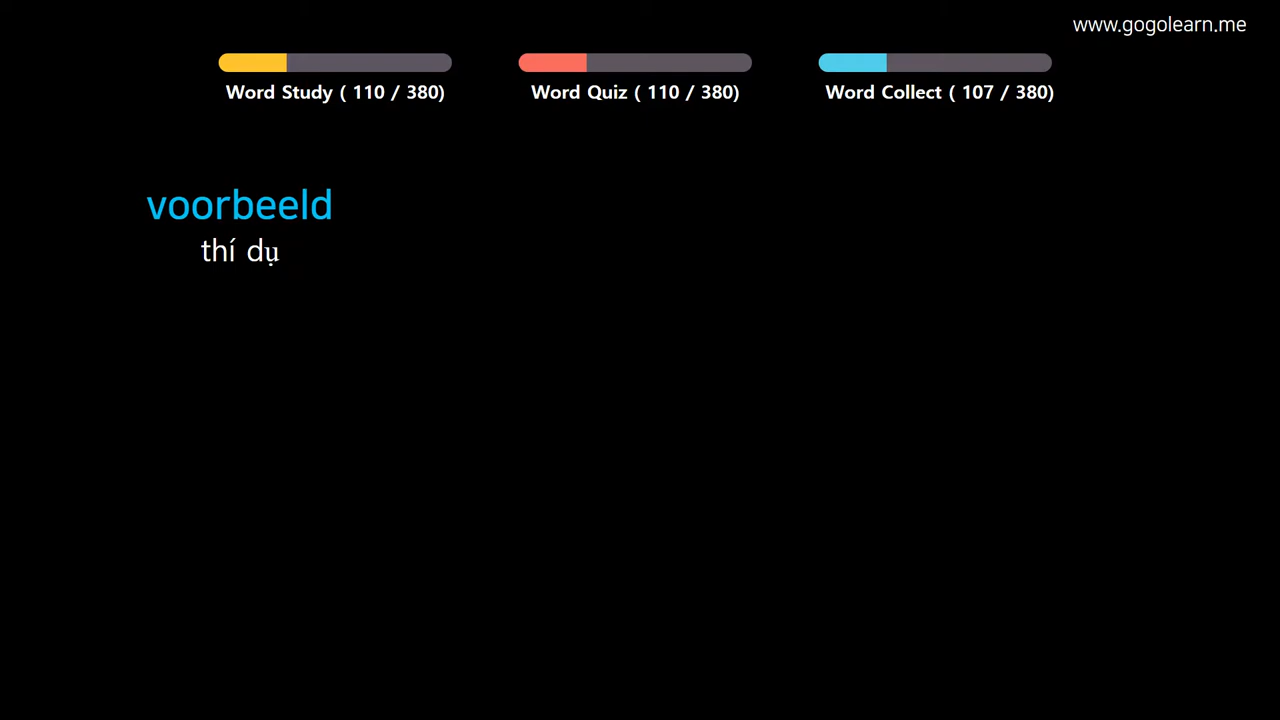 www.gogolearn.me
Word Study ( 110 / 380)
Word Quiz ( 110 / 380)
Word Collect ( 107 / 380)
voorbeeld
thí dụ